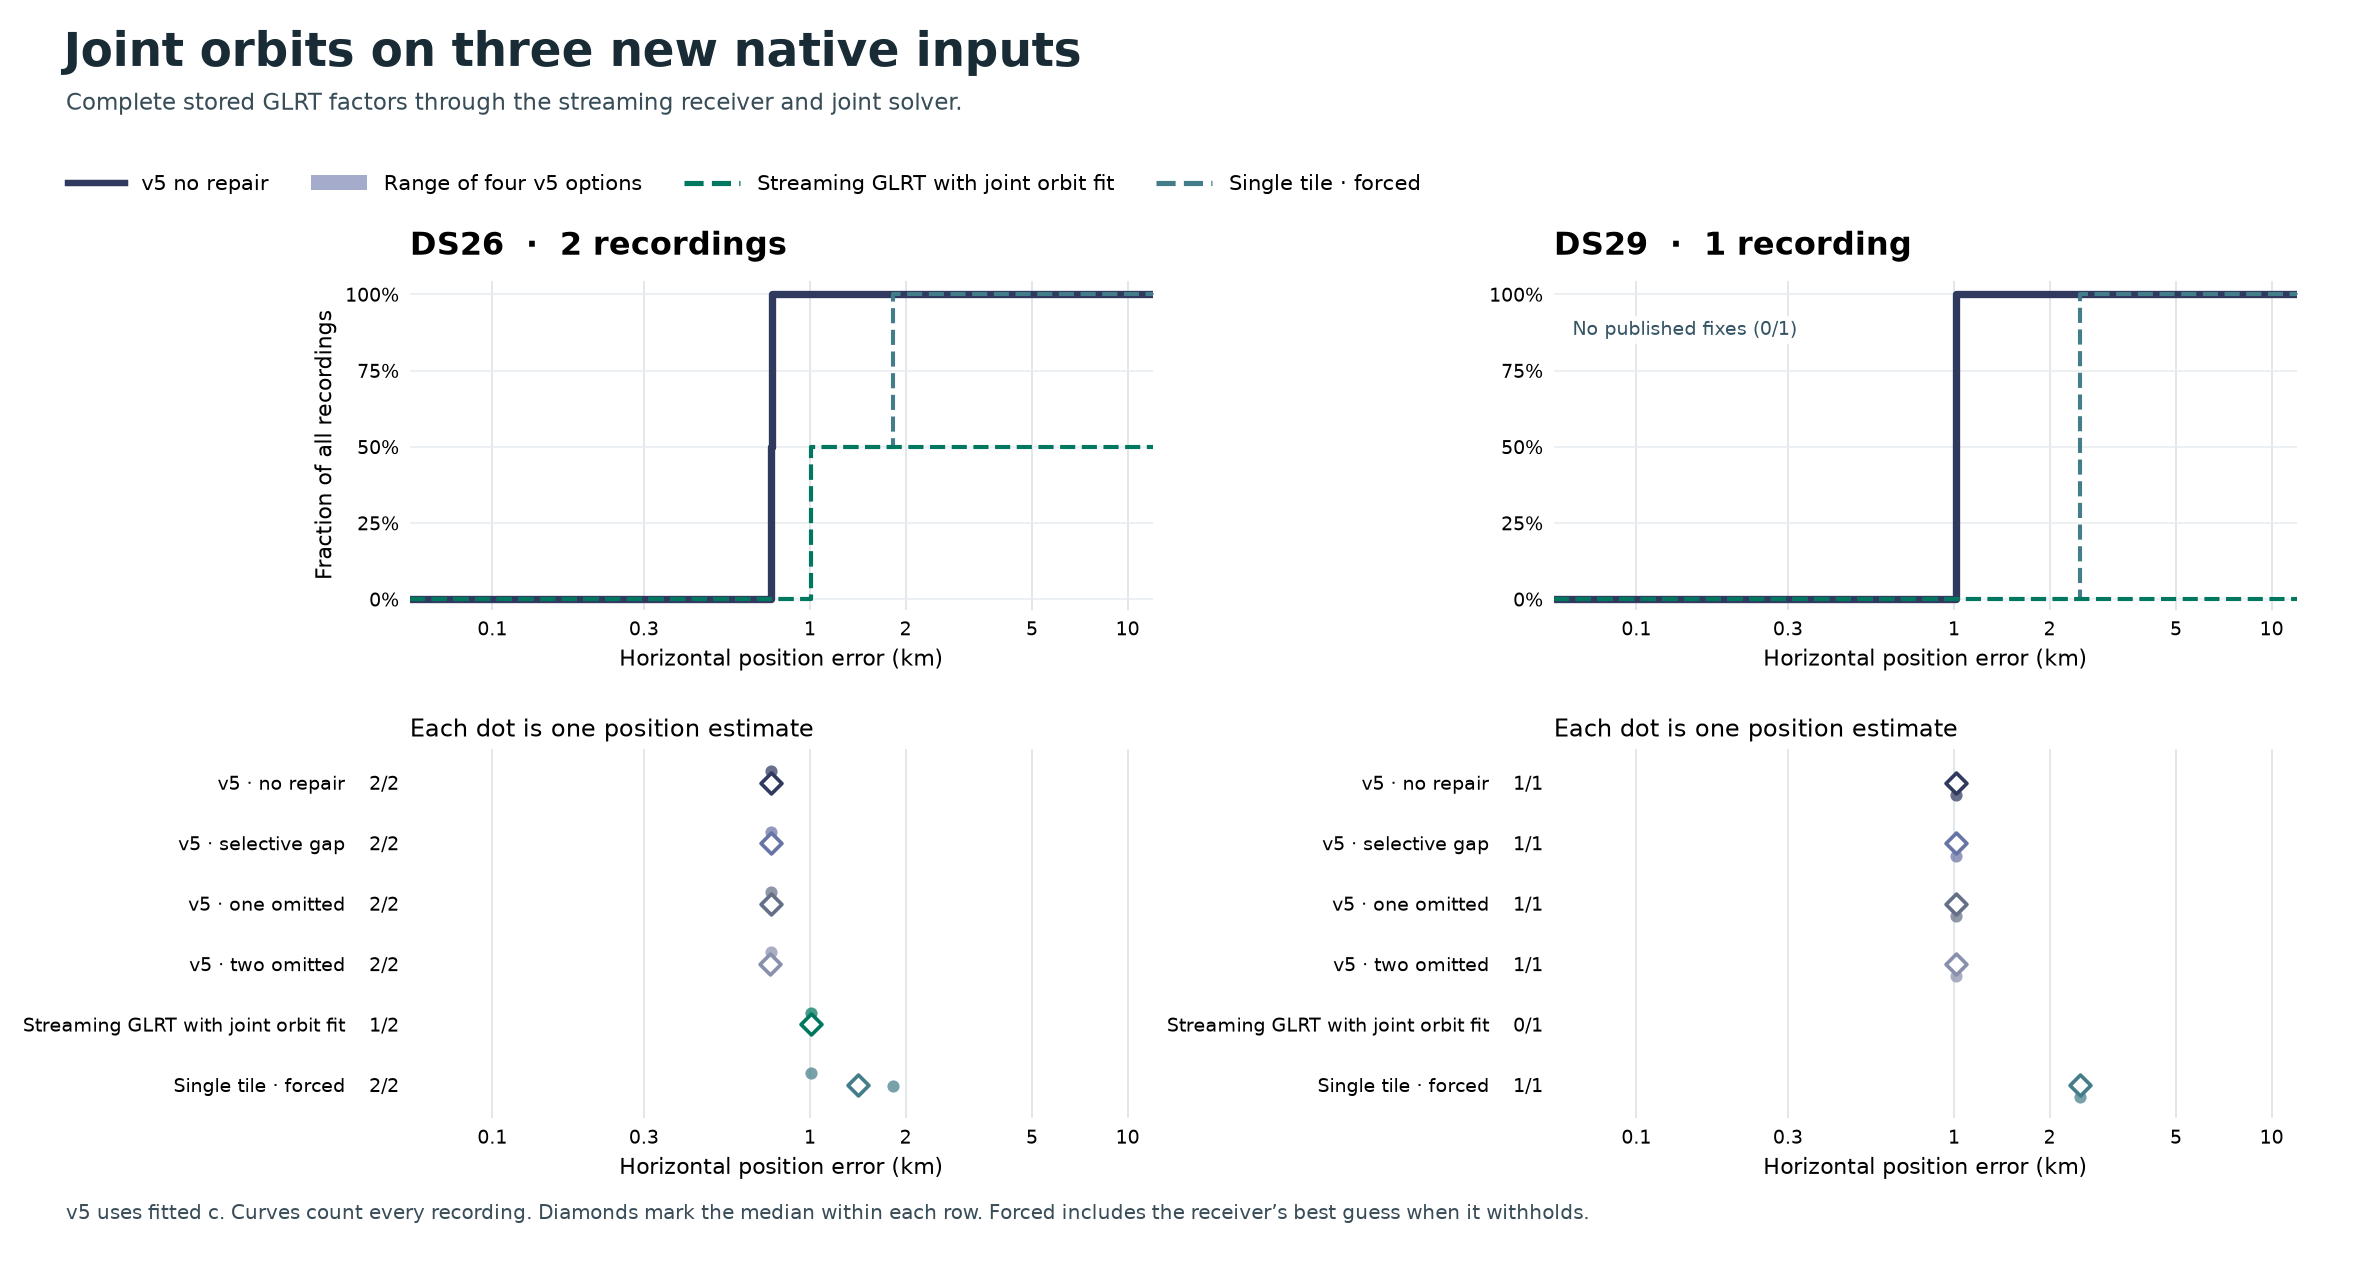 Joint orbits on three new native inputs
Complete stored GLRT factors through the streaming receiver and joint solver.
v5 no repair
Range of four v5 options
Streaming GLRT with joint orbit fit
Single tile · forced
DS26 · 2 recordings
Fraction of all recordings
100%
75%
50%
25%
0%
0.1 0.3 1 2 5 10
Horizontal position error (km)
DS29 · 1 recording
No published fixes (0/1)
100%
75%
50%
25%
0%
0.1 0.3 1 2 5 10
Horizontal position error (km)
Each dot is one position estimate
v5 · no repair 2/2
v5 · selective gap 2/2
v5 · one omitted 2/2
v5 · two omitted 2/2
Streaming GLRT with joint orbit fit 1/2
Single tile · forced 2/2
0.1 0.3 1 2 5 10
Horizontal position error (km)
Each dot is one position estimate
v5 · no repair 1/1
v5 · selective gap 1/1
v5 · one omitted 1/1
v5 · two omitted 1/1
Streaming GLRT with joint orbit fit 0/1
Single tile · forced 1/1
0.1 0.3 1 2 5 10
Horizontal position error (km)
v5 uses fitted c. Curves count every recording. Diamonds mark the median within each row. Forced includes the receiver’s best guess when it withholds.